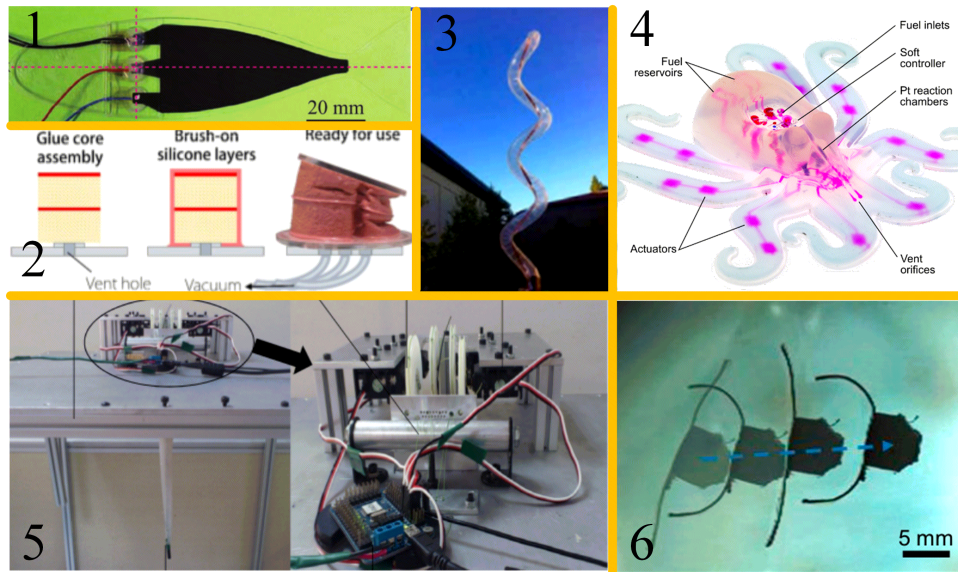 1
20 mm
2
Glue core
assembly
Brush-on
silicone layers
Ready for use
Vent hole
Vacuum
3
4
Fuel inlets
Fuel
reservoirs
Soft
controller
Pt reaction
chambers
Actuators
Vent
orifices
5
6
5 mm